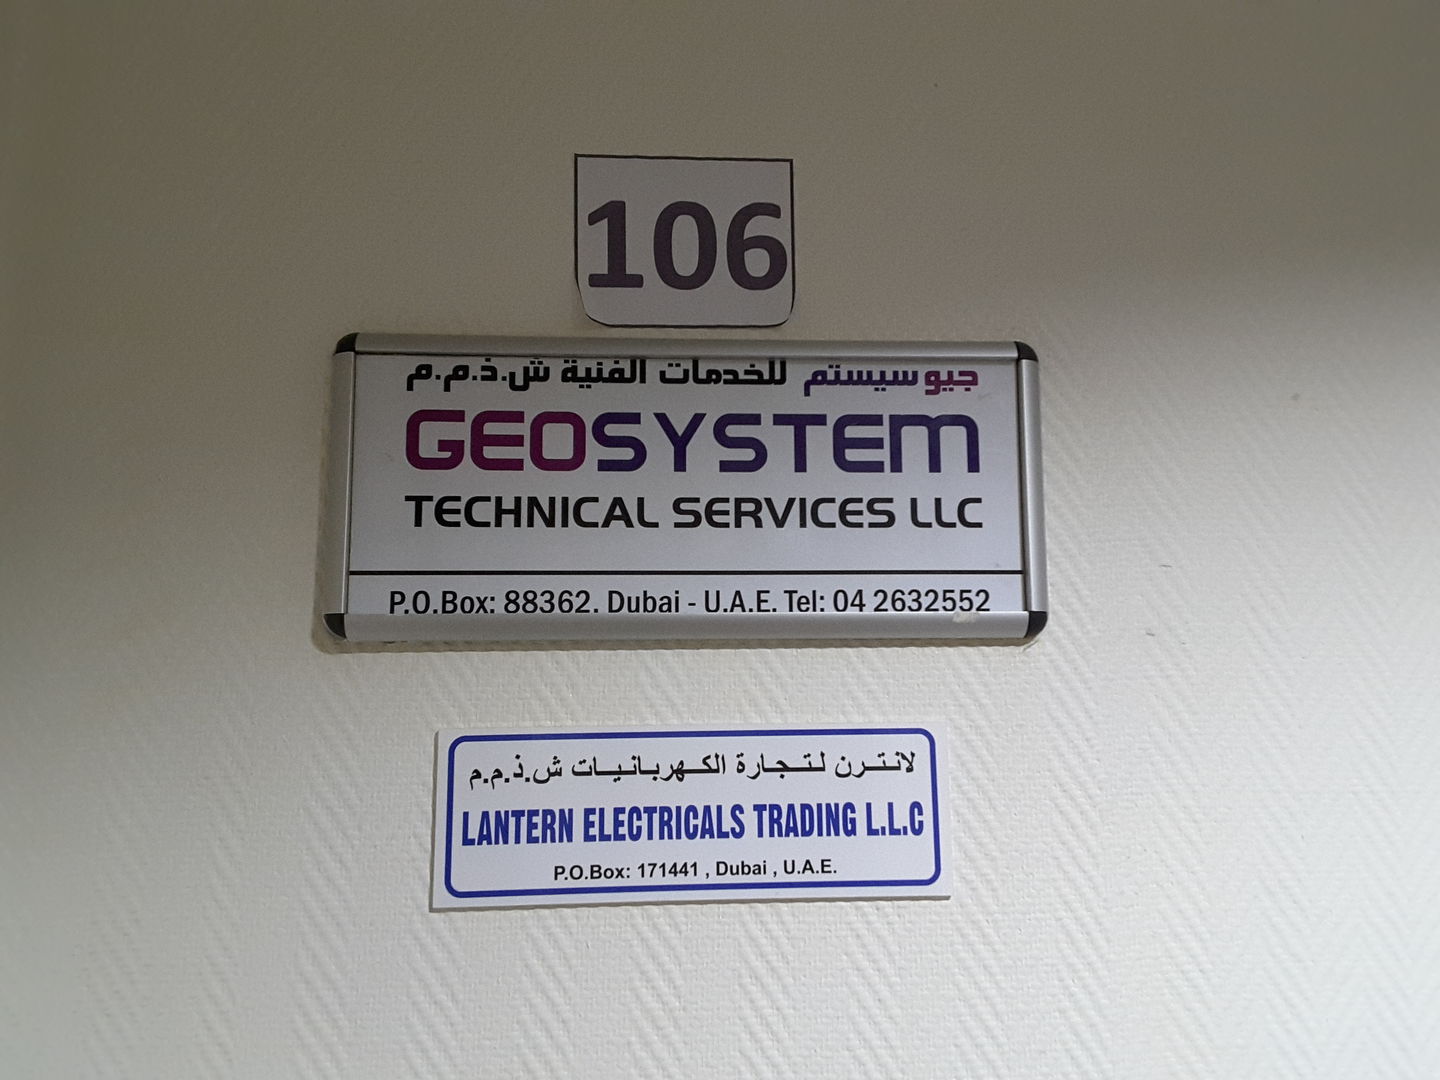 106
جيو سيستم للخدمات الفنية ش.ذ.م.م
GEOSYSTEM
TECHNICAL SERVICES LLC
P.O.Box: 88362. Dubai - U.A.E. Tel: 04 2632552
لانترن لتجارة الكهربائيات ش.ذ.م.م
LANTERN ELECTRICALS TRADING L.L.C
P.O.Box: 171441 , Dubai , U.A.E.